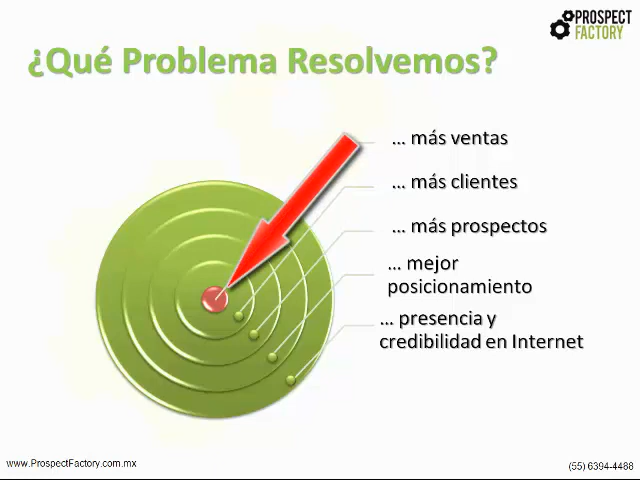 PROSPECT
FACTORY
¿Qué Problema Resolvemos?
... más ventas
... más clientes
... más prospectos
... mejor
posicionamiento
... presencia y
credibilidad en Internet
www.ProspectFactory.com.mx
(55) 6394-4488